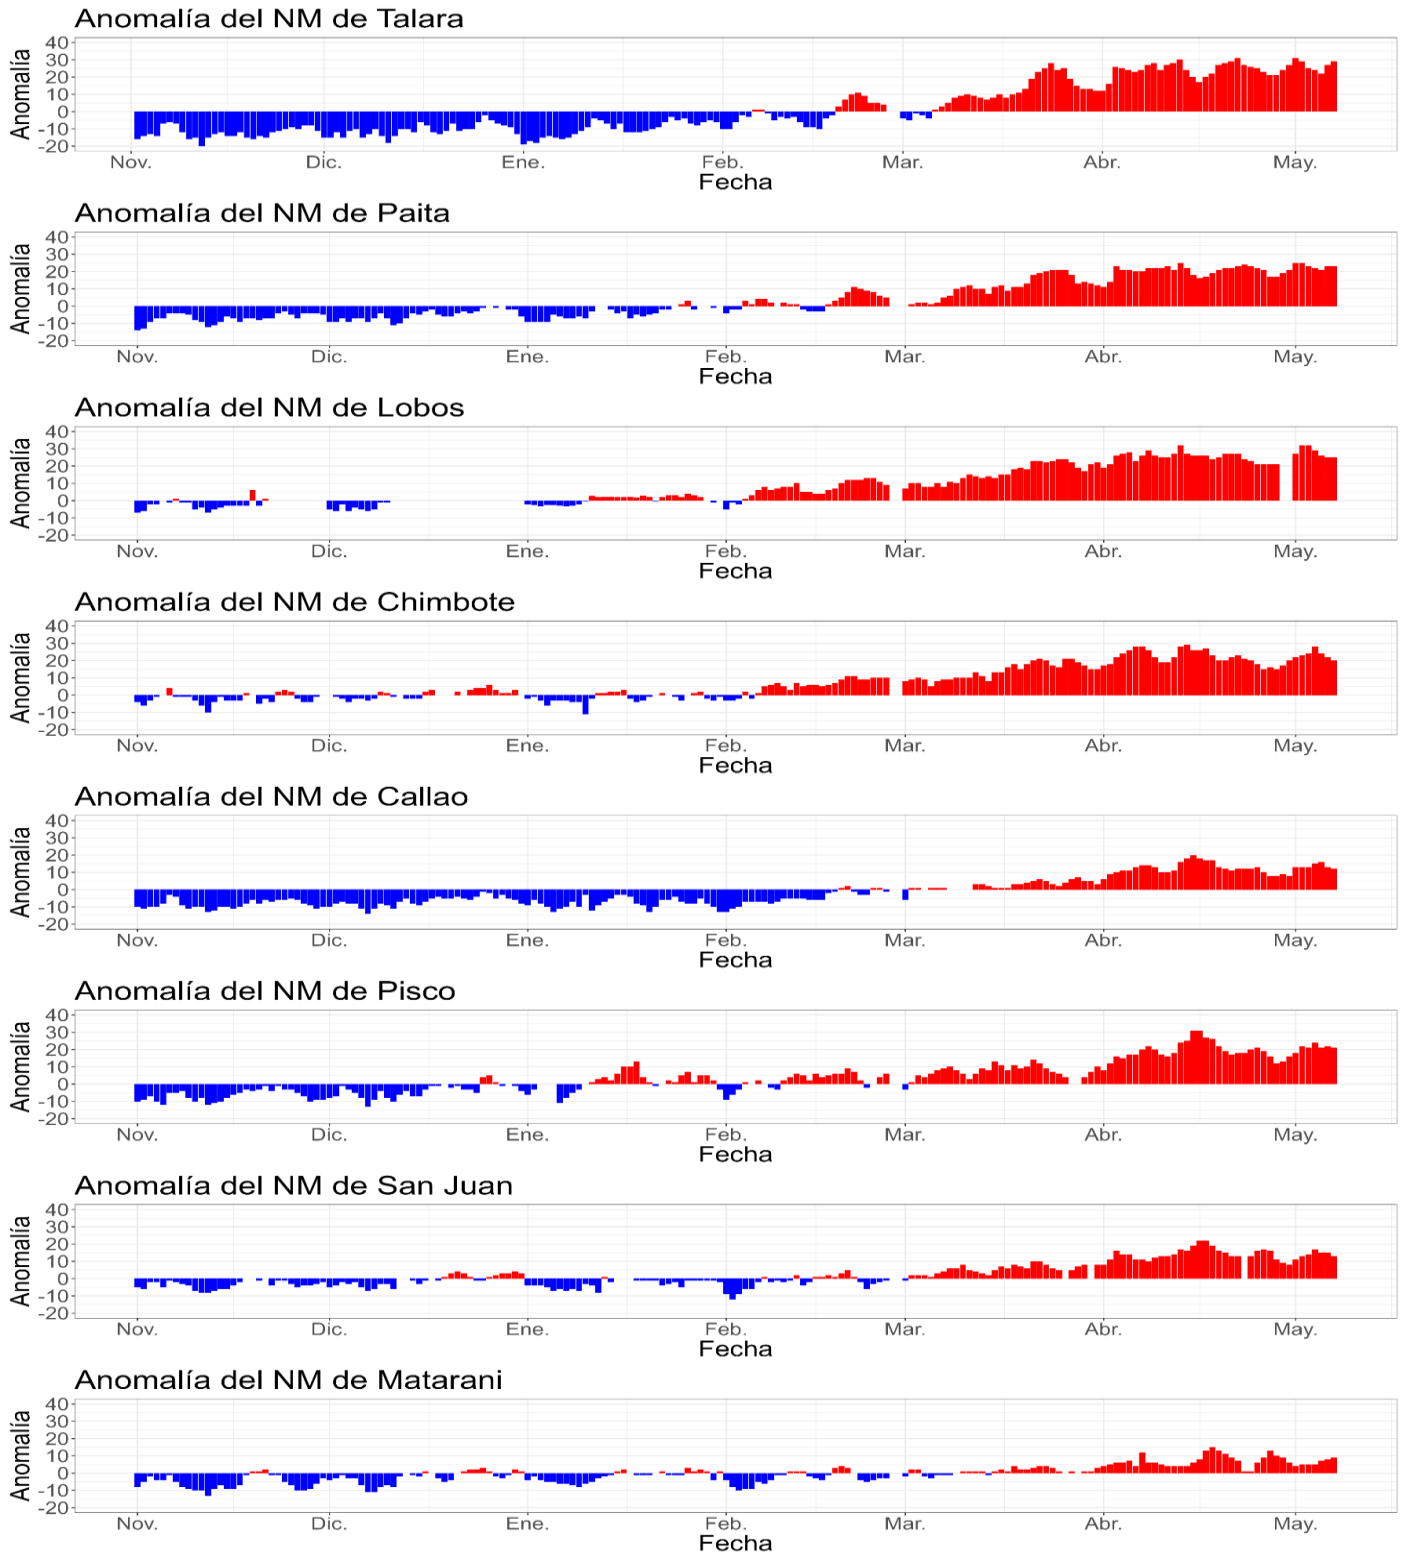 Anomalía del NM de Talara
Anomalía
40
30
20
10
0
-10
-20
Nov. Dic. Ene. Feb. Mar. Abr. May.
Fecha
Anomalía del NM de Paita
Anomalía
40
30
20
10
0
-10
-20
Nov. Dic. Ene. Feb. Mar. Abr. May.
Fecha
Anomalía del NM de Lobos
Anomalía
40
30
20
10
0
-10
-20
Nov. Dic. Ene. Feb. Mar. Abr. May.
Fecha
Anomalía del NM de Chimbote
Anomalía
40
30
20
10
0
-10
-20
Nov. Dic. Ene. Feb. Mar. Abr. May.
Fecha
Anomalía del NM de Callao
Anomalía
40
30
20
10
0
-10
-20
Nov. Dic. Ene. Feb. Mar. Abr. May.
Fecha
Anomalía del NM de Pisco
Anomalía
40
30
20
10
0
-10
-20
Nov. Dic. Ene. Feb. Mar. Abr. May.
Fecha
Anomalía del NM de San Juan
Anomalía
40
30
20
10
0
-10
-20
Nov. Dic. Ene. Feb. Mar. Abr. May.
Fecha
Anomalía del NM de Matarani
Anomalía
40
30
20
10
0
-10
-20
Nov. Dic. Ene. Feb. Mar. Abr. May.
Fecha